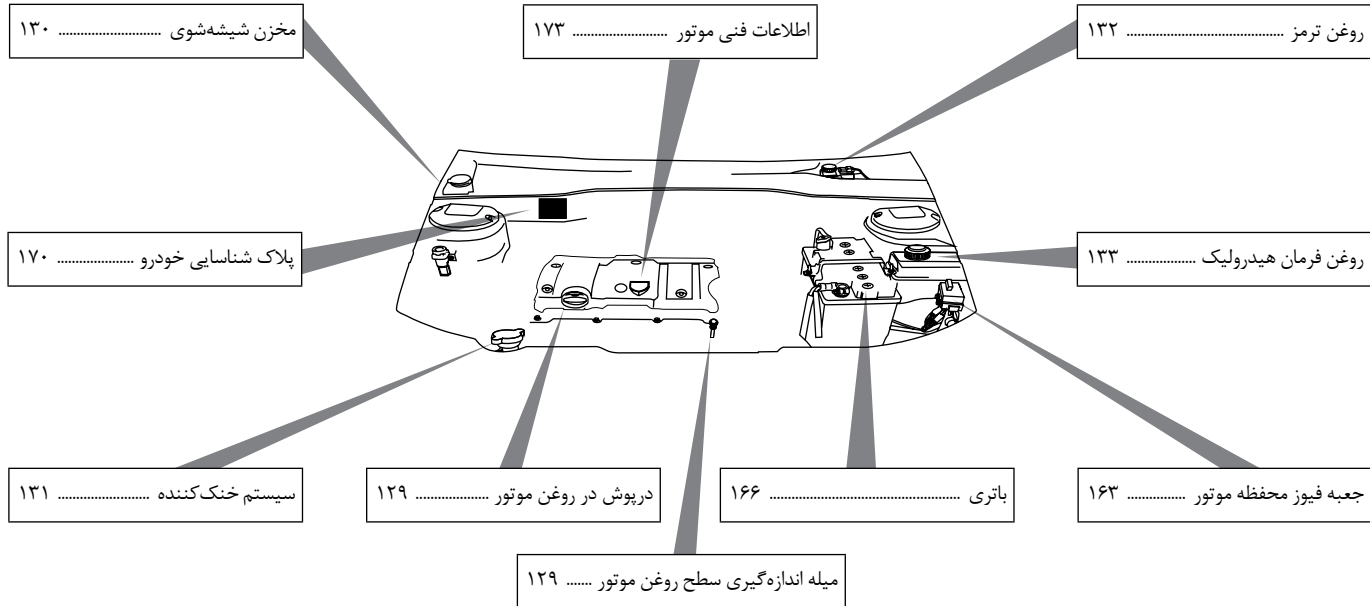 روغن ترمز ........................................... ۱۳۲
اطلاعات فنی موتور .......................... ۱۷۳
مخزن شیشه‌شوی ............................ ۱۳۰
روغن فرمان هیدرولیک .................. ۱۳۳
پلاک شناسایی خودرو ..................... ۱۷۰
جعبه فیوز محفظه موتور ................ ۱۶۳
باتری .................................................... ۱۶۶
درپوش در روغن موتور .................... ۱۲۹
سیستم خنک‌کننده ......................... ۱۳۱
میله اندازه‌گیری سطح روغن موتور ....... ۱۲۹